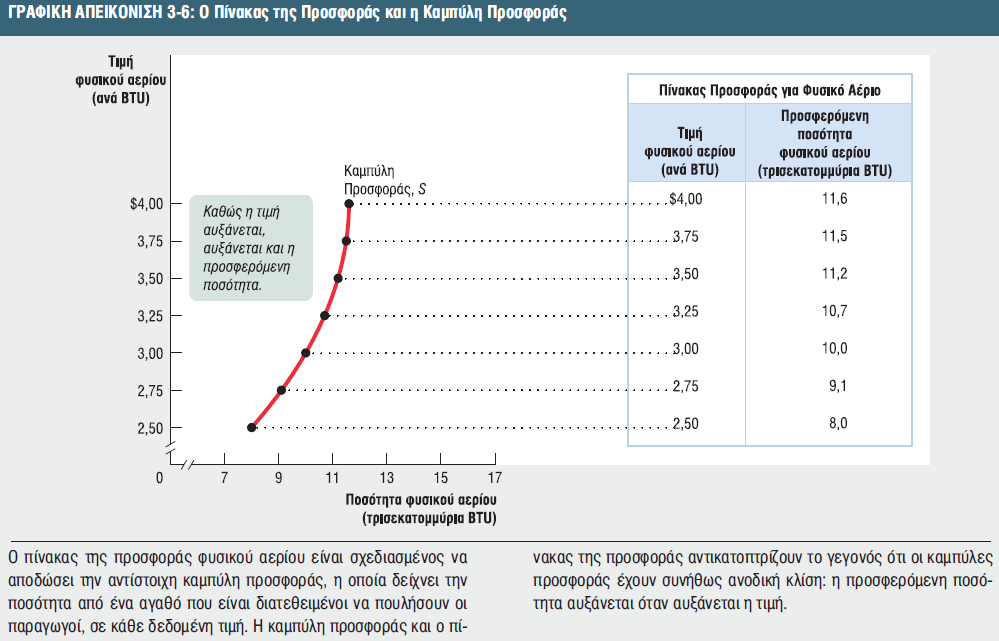 ΓΡΑΦΙΚΗ ΑΠΕΙΚΟΝΙΣΗ 3-6: Ο Πίνακας της Προσφοράς και η Καμπύλη Προσφοράς
Τιμή
φυσικού αερίου
(ανά BTU)
$4,00
3,75
3,50
3,25
3,00
2,75
2,50
0
7
9
11
13
15
17
Ποσότητα φυσικού αερίου
(τρισεκατομμύρια BTU)
Καμπύλη
Προσφοράς, S
Καθώς η τιμή
αυξάνεται,
αυξάνεται και η
προσφερόμενη
ποσότητα.
Πίνακας Προσφοράς για Φυσικό Αέριο
Τιμή
φυσικού αερίου
(ανά BTU)
Προσφερόμενη
ποσότητα
φυσικού αερίου
(τρισεκατομμύρια BTU)
$4,00 11,6
3,75 11,5
3,50 11,2
3,25 10,7
3,00 10,0
2,75 9,1
2,50 8,0
Ο πίνακας της προσφοράς φυσικού αερίου είναι σχεδιασμένος να
αποδώσει την αντίστοιχη καμπύλη προσφοράς, η οποία δείχνει την
ποσότητα από ένα αγαθό που είναι διατεθειμένοι να πουλήσουν οι
παραγωγοί, σε κάθε δεδομένη τιμή. Η καμπύλη προσφοράς και ο πί-
νακας της προσφοράς αντικατοπτρίζουν το γεγονός ότι οι καμπύλες
προσφοράς έχουν συνήθως ανοδική κλίση: η προσφερόμενη ποσό-
τητα αυξάνεται όταν αυξάνεται η τιμή.